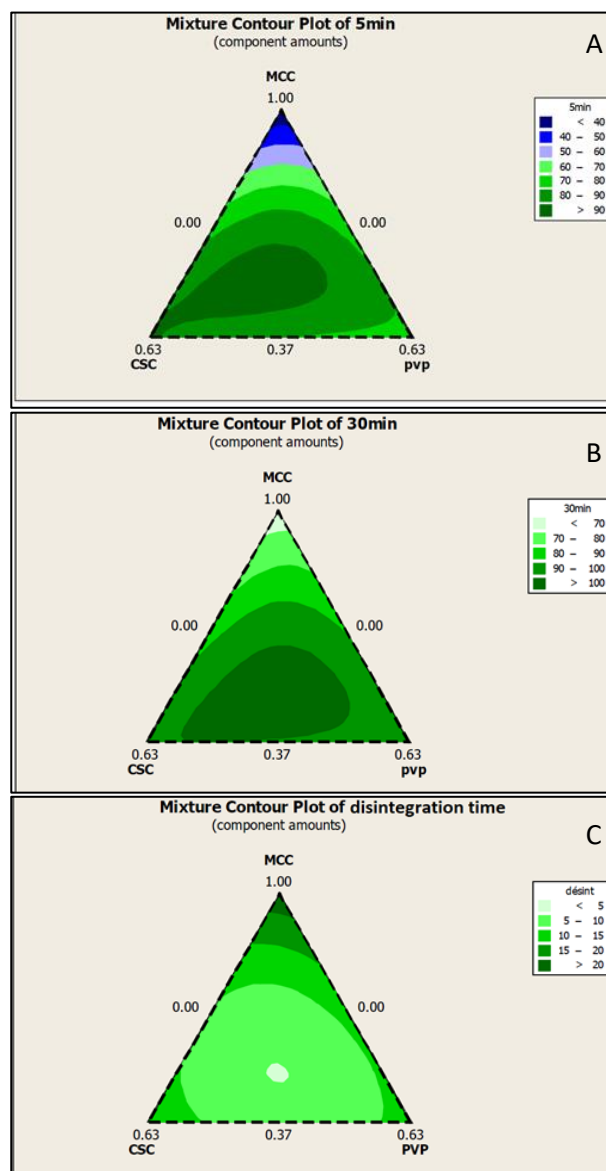 Mixture Contour Plot of 5min
(component amounts)
A
MCC
1.00
5min
< 40
40 – 50
50 – 60
60 – 70
70 – 80
80 – 90
> 90
0.00 0.00
0.63 0.37 0.63
CSC pvp
Mixture Contour Plot of 30min
(component amounts)
B
MCC
1.00
30min
< 70
70 – 80
80 – 90
90 – 100
> 100
0.00 0.00
0.63 0.37 0.63
CSC pvp
Mixture Contour Plot of disintegration time
(component amounts)
C
MCC
1.00
désint
< 5
5 – 10
10 – 15
15 – 20
> 20
0.00 0.00
0.63 0.37 0.63
CSC PVP